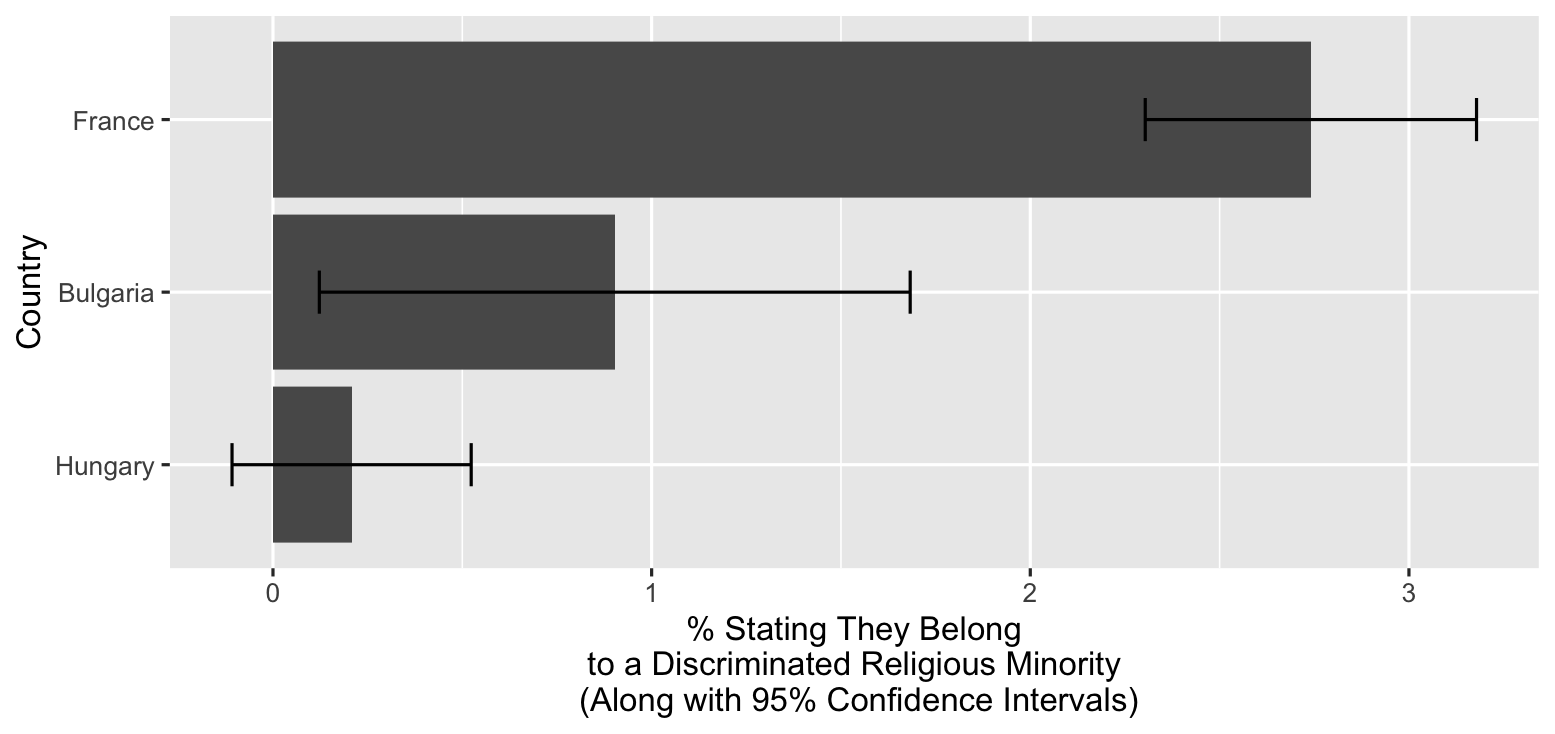 Country
France
Bulgaria
Hungary
0 1 2 3
% Stating They Belong
to a Discriminated Religious Minority
(Along with 95% Confidence Intervals)